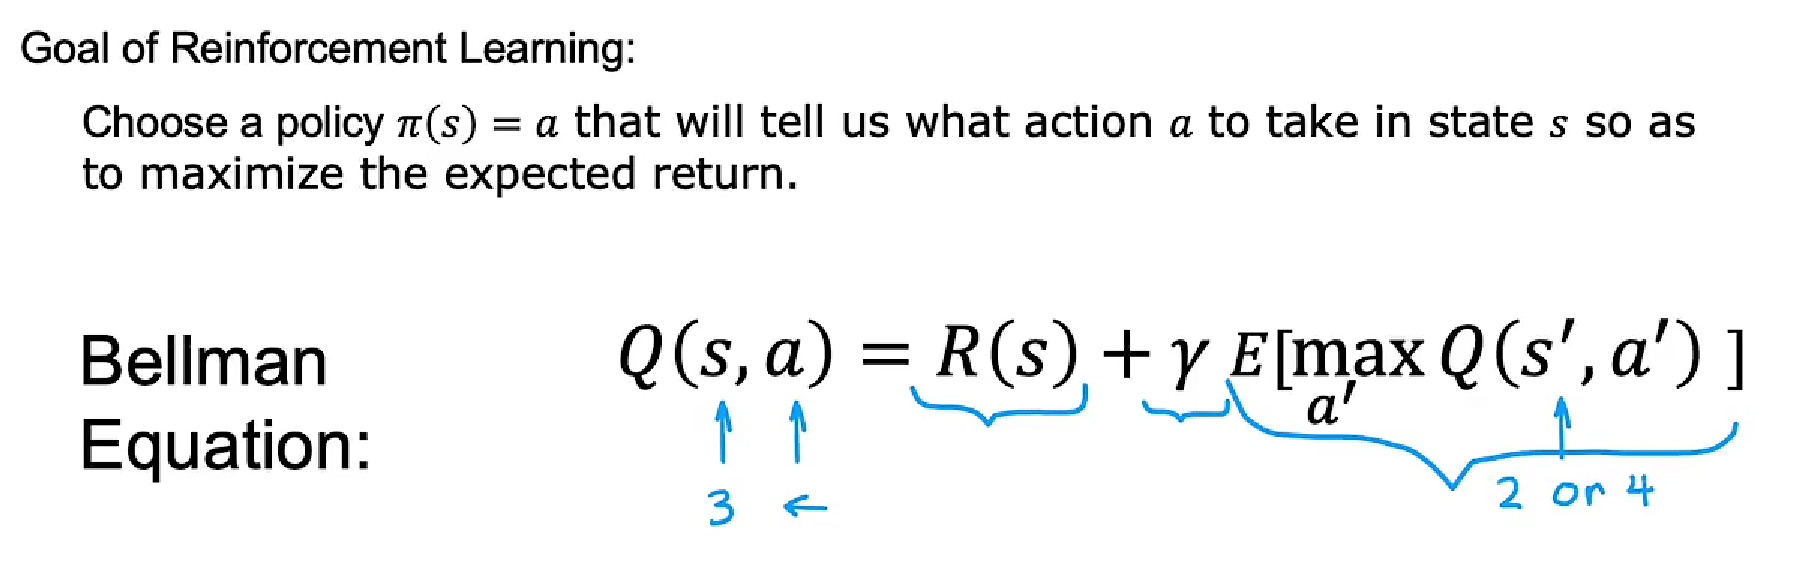 Goal of Reinforcement Learning:
Choose a policy π(s) = a that will tell us what action a to take in state s so as
to maximize the expected return.
Bellman
Equation:
Q(s, a) = R(s) + γ E[max Q(s′, a′) ]
a′
↑ ↑ ↑
3 ← 2 or 4